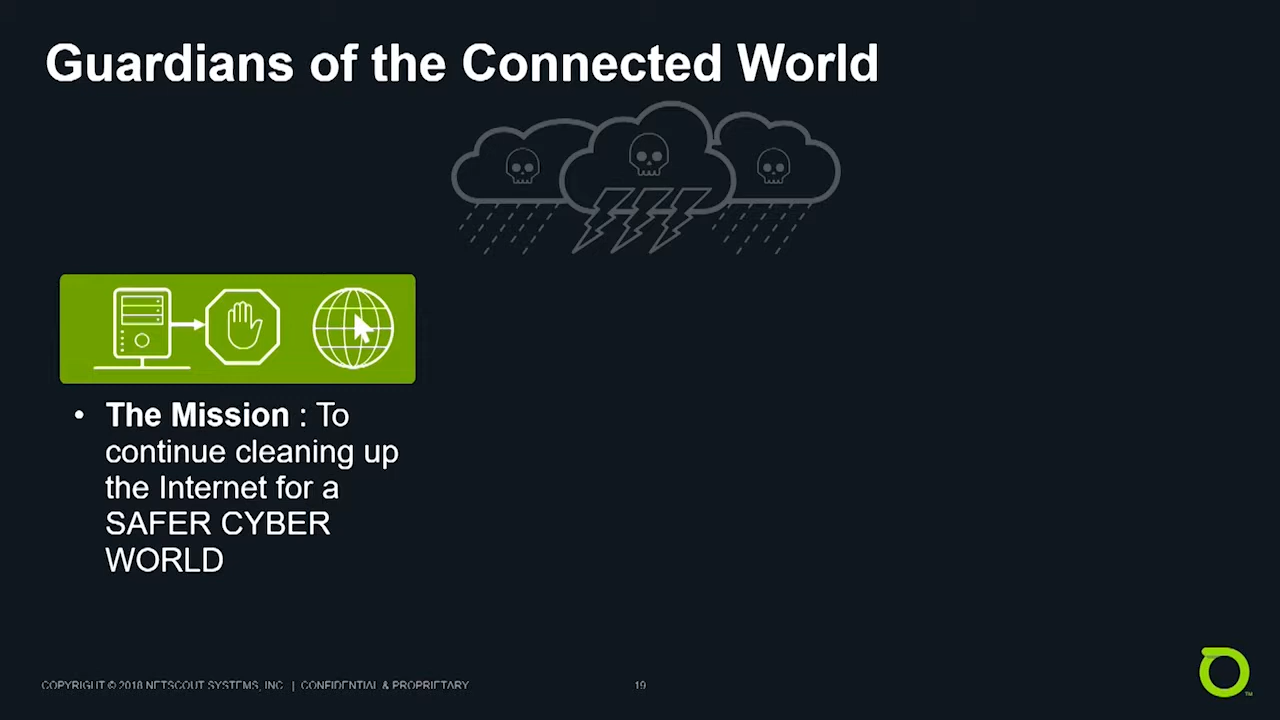 Guardians of the Connected World
• The Mission : To
continue cleaning up
the Internet for a
SAFER CYBER
WORLD
COPYRIGHT © 2018 NETSCOUT SYSTEMS, INC. | CONFIDENTIAL & PROPRIETARY
19
TM